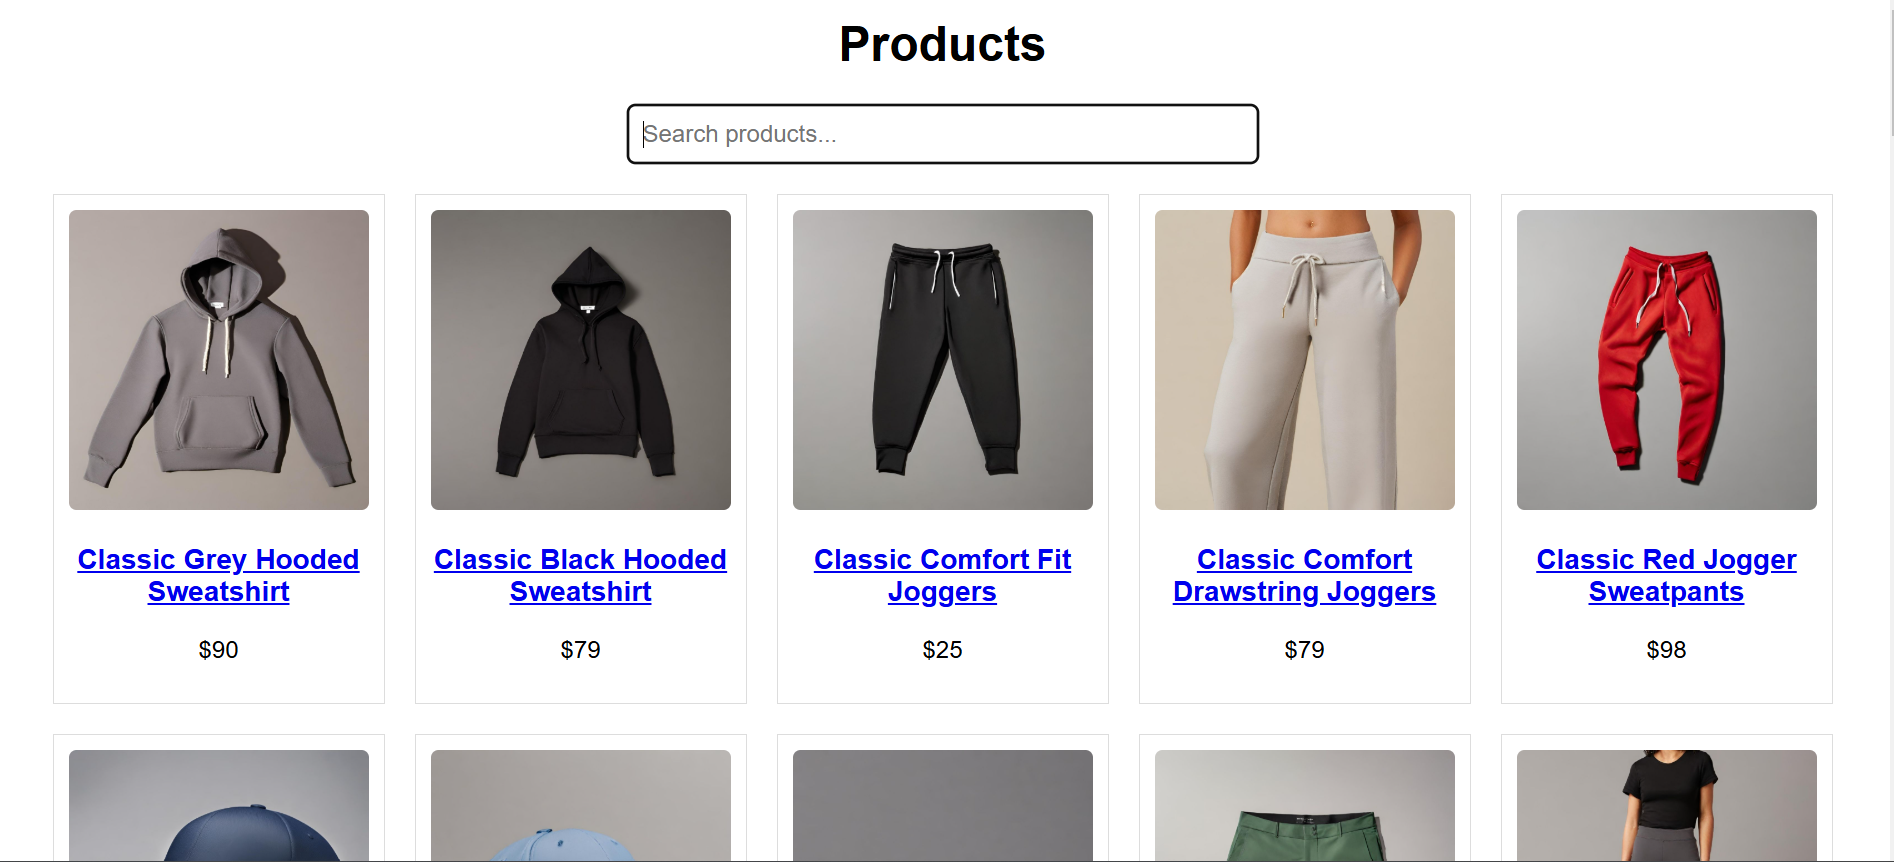 Products
Search products...
Classic Grey Hooded
Sweatshirt
$90
Classic Black Hooded
Sweatshirt
$79
Classic Comfort Fit
Joggers
$25
Classic Comfort
Drawstring Joggers
$79
Classic Red Jogger
Sweatpants
$98